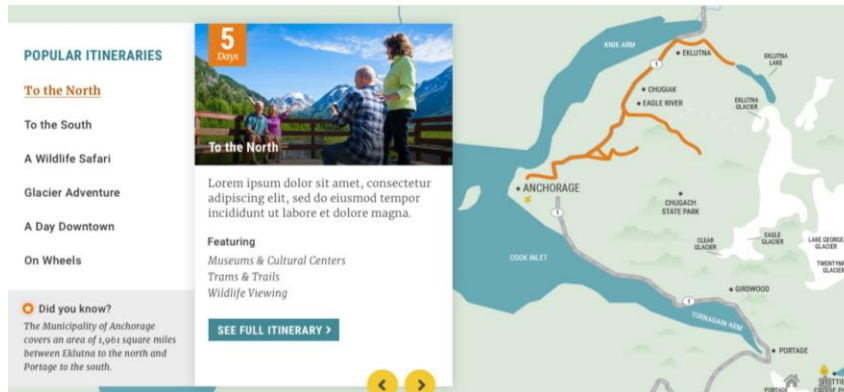 POPULAR ITINERARIES
To the North
To the South
A Wildlife Safari
Glacier Adventure
A Day Downtown
On Wheels
Did you know?
The Municipality of Anchorage
covers an area of 1,961 square miles
between Eklutna to the north and
Portage to the south.
5
Days
To the North
Lorem ipsum dolor sit amet, consectetur
adipiscing elit, sed do eiusmod tempor
incididunt ut labore et dolore magna.
Featuring
Museums & Cultural Centers
Trams & Trails
Wildlife Viewing
SEE FULL ITINERARY >
KNIK ARM
1
EKLUTNA
EKLUTNA
LAKE
CHUGIAK
EAGLE RIVER
EKLUTNA
GLACIER
ANCHORAGE
1
CHUGACH
STATE PARK
CLEAR
GLACIER
EAGLE
GLACIER
LAKE GEORGE
GLACIER
COOK INLET
GIRDWOOD
1
TURNAGAIN ARM
PORTAGE
PORTAGE